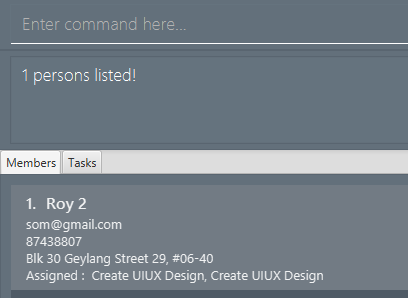 Enter command here...
1 persons listed!
Members Tasks
1. Roy 2
som@gmail.com
87438807
Blk 30 Geylang Street 29, #06-40
Assigned : Create UIUX Design, Create UIUX Design